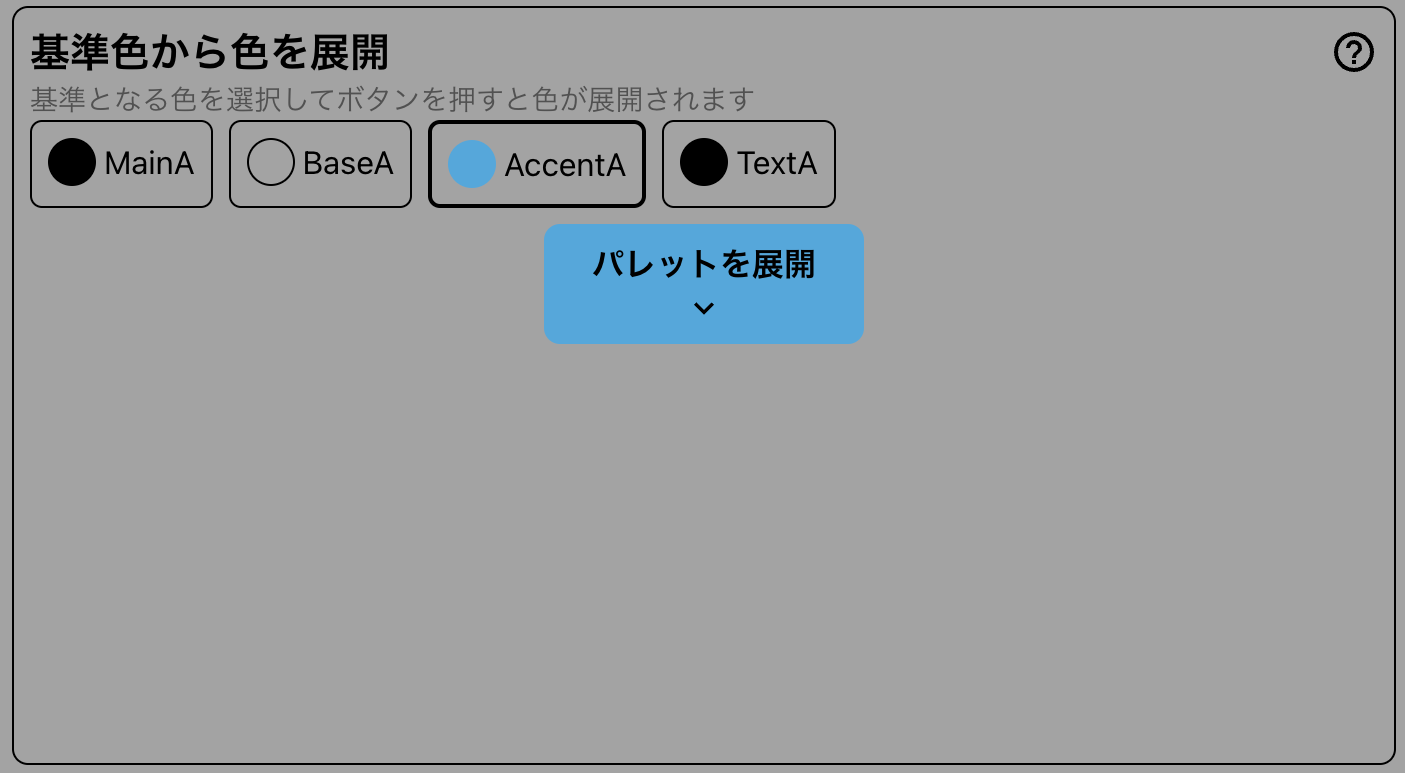 基準色から色を展開
基準となる色を選択してボタンを押すと色が展開されます
MainA
BaseA
AccentA
TextA
パレットを展開